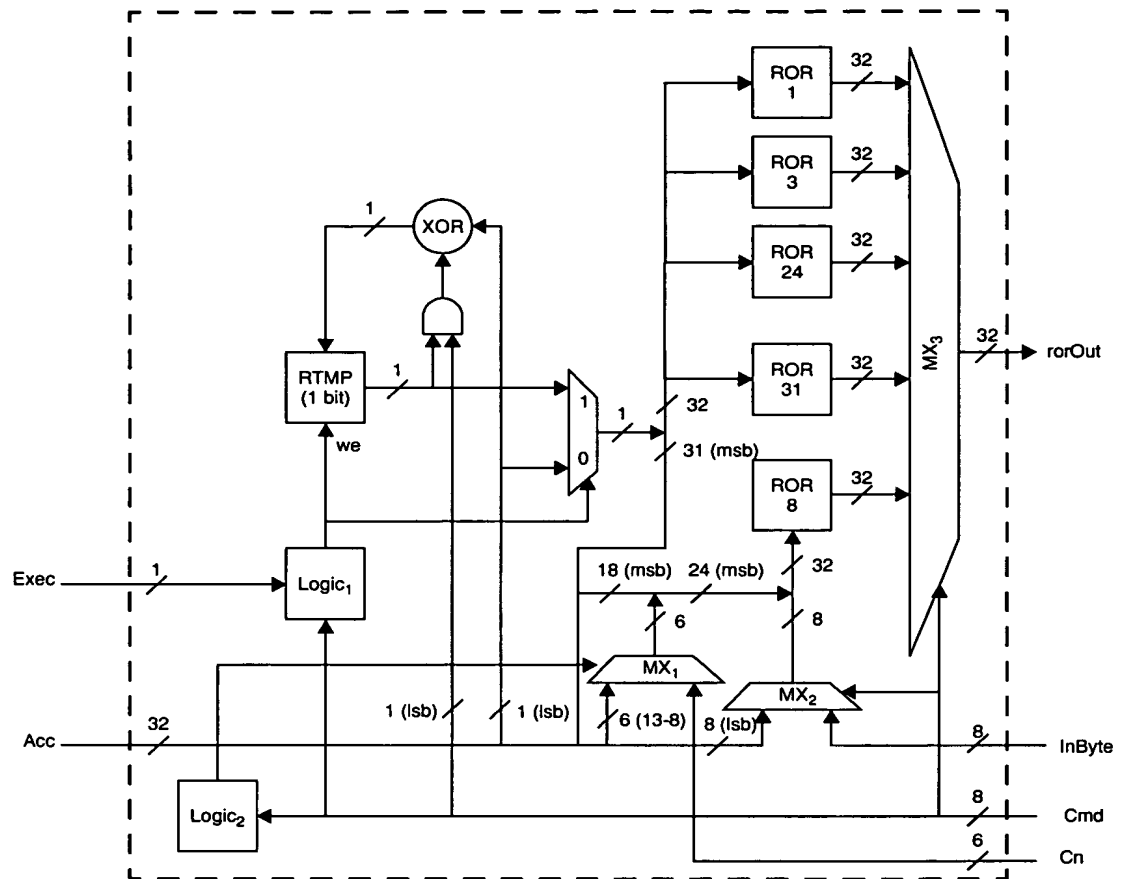 ROR
1
32
ROR
3
32
1
XOR
ROR
24
32
RTMP
(1 bit)
1
1
0
1
we
ROR
31
32
MX3
32
rorOut
32
31 (msb)
ROR
8
32
Exec
1
Logic1
18 (msb)
24 (msb)
32
6
8
MX1
MX2
1 (lsb)
1 (lsb)
6 (13-8)
8 (lsb)
Acc
32
8
InByte
Logic2
8
Cmd
6
Cn